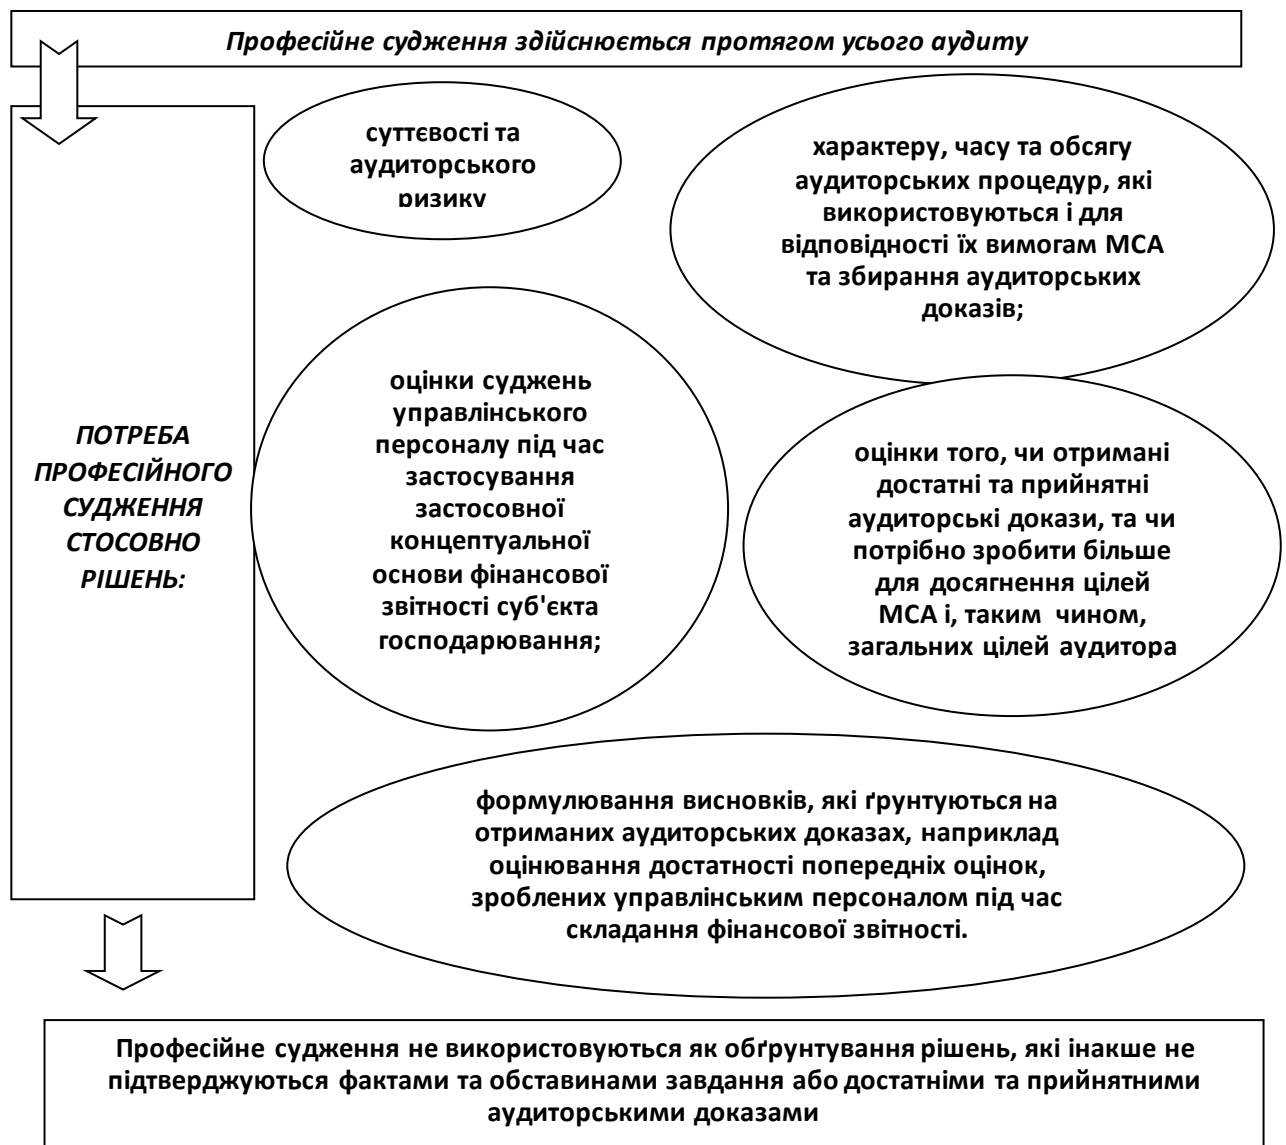 Професійне судження здійснюється протягом усього аудиту
суттєвості та
аудиторського
ризику
характеру, часу та обсягу
аудиторських процедур, які
використовуються і для
відповідності їх вимогам МСА
та збирання аудиторських
доказів;
ПОТРЕБА
ПРОФЕСІЙНОГО
СУДЖЕННЯ
СТОСОВНО
РІШЕНЬ:
оцінки суджень
управлінського
персоналу під час
застосування
застосовної
концептуальної
основи фінансової
звітності суб'єкта
господарювання;
оцінки того, чи отримані
достатні та прийнятні
аудиторські докази, та чи
потрібно зробити більше
для досягнення цілей
МСА і, таким чином,
загальних цілей аудитора
формулювання висновків, які ґрунтуються на
отриманих аудиторських доказах, наприклад
оцінювання достатності попередніх оцінок,
зроблених управлінським персоналом під час
складання фінансової звітності.
Професійне судження не використовуються як обґрунтування рішень, які інакше не
підтверджуються фактами та обставинами завдання або достатніми та прийнятними
аудиторськими доказами